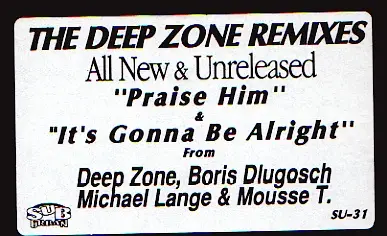 THE DEEP ZONE REMIXES
All New & Unreleased
"Praise Him"
&
"It's Gonna Be Alright"
From
Deep Zone, Boris Dlugosch
Michael Lange & Mousse T.
SUB
URBAN
SU-31